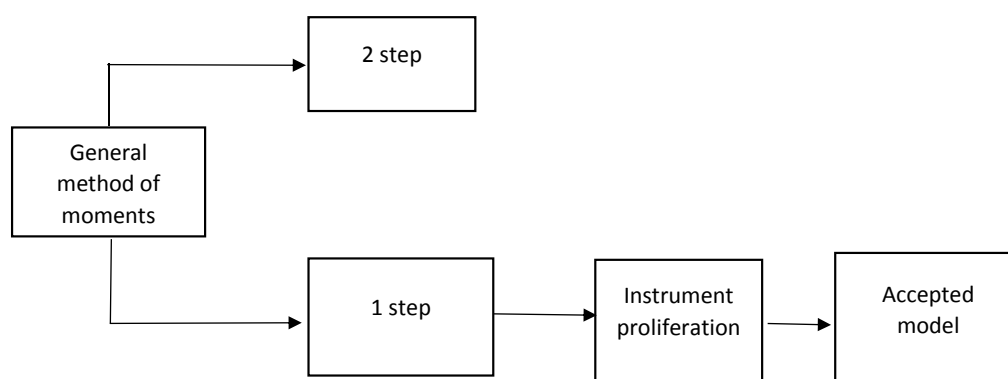 2 step
General
method of
moments
1 step
Instrument
proliferation
Accepted
model